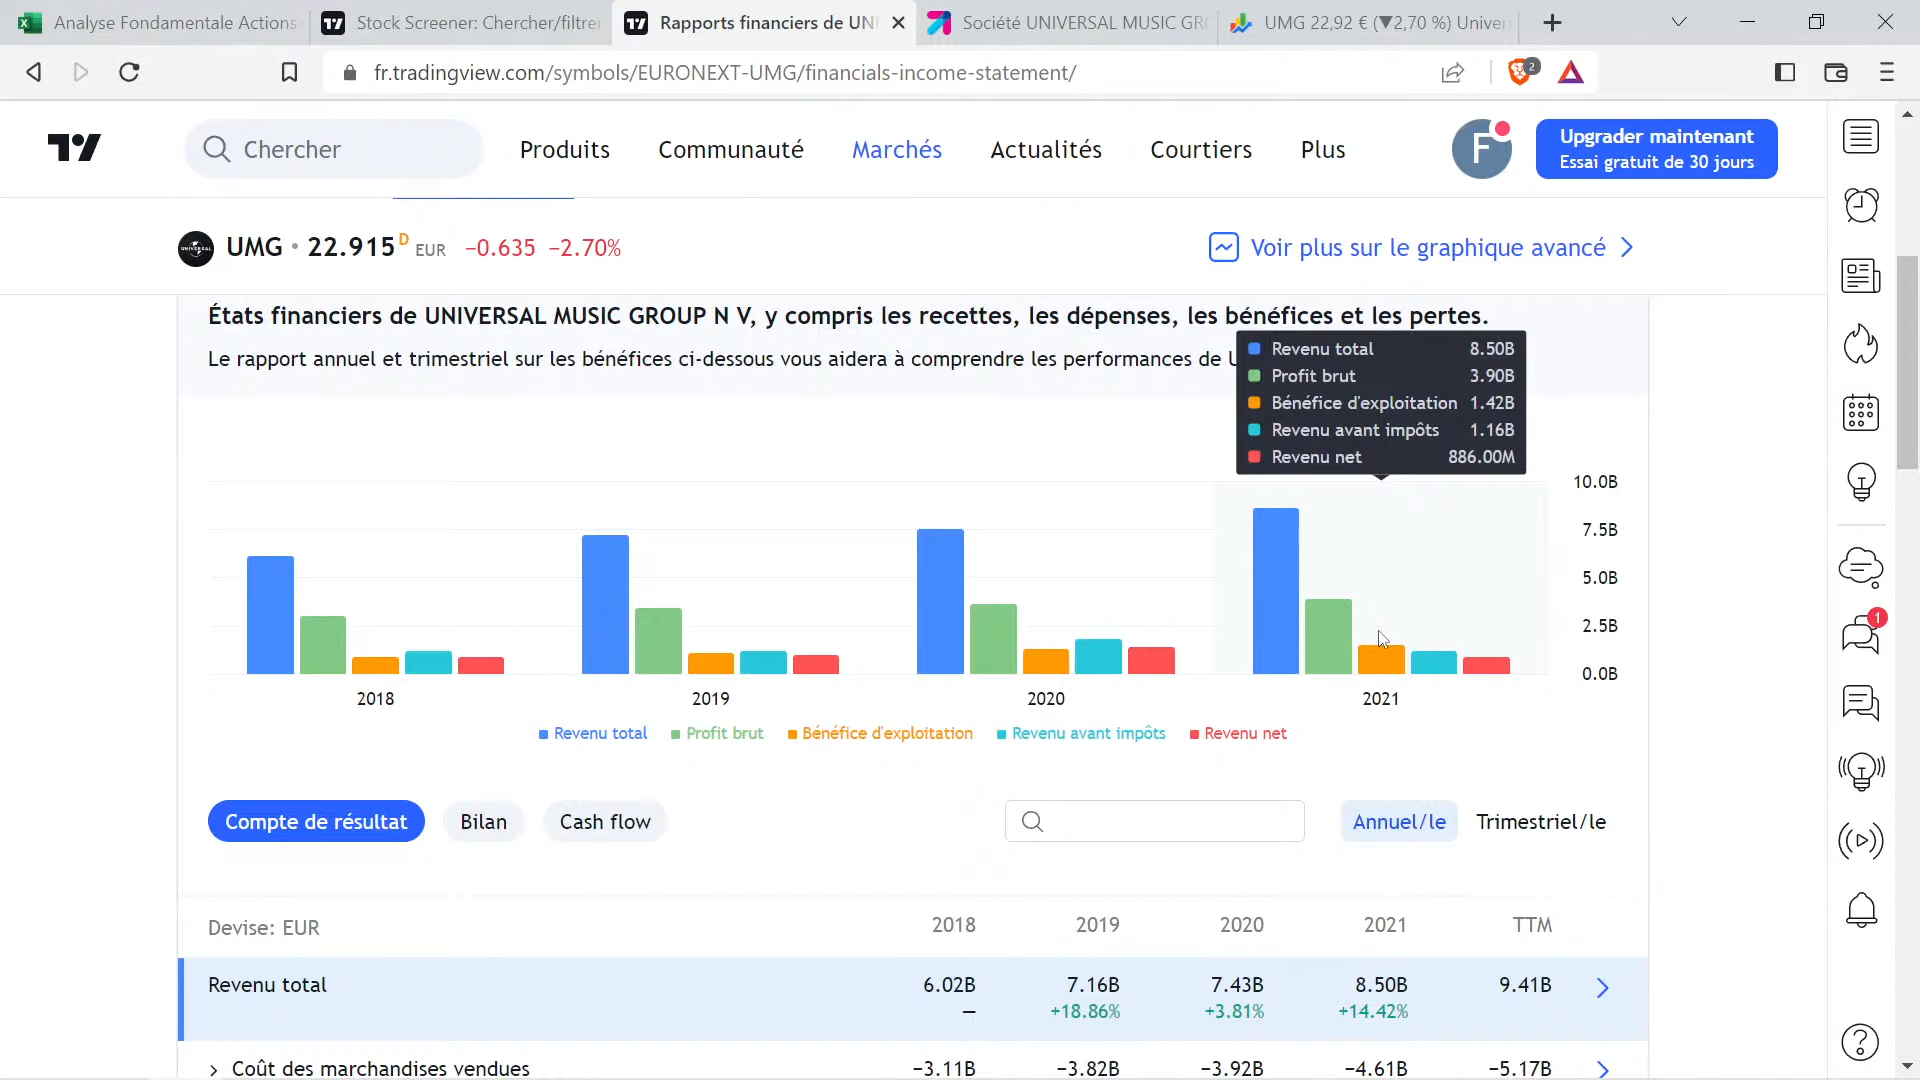 Analyse Fondamentale Actions
Stock Screener: Chercher/filtrer
Rapports financiers de UNI
Société UNIVERSAL MUSIC GR
UMG 22,92 € (▼2,70 %) Univer
fr.tradingview.com/symbols/EURONEXT-UMG/financials-income-statement/
2
Chercher
Produits
Communauté
Marchés
Actualités
Courtiers
Plus
F
Upgrader maintenant
Essai gratuit de 30 jours
UMG • 22.915 D EUR −0.635 −2.70%
Voir plus sur le graphique avancé
États financiers de UNIVERSAL MUSIC GROUP N V, y compris les recettes, les dépenses, les bénéfices et les pertes.
Le rapport annuel et trimestriel sur les bénéfices ci-dessous vous aidera à comprendre les performances de U
Revenu total 8.50B
Profit brut 3.90B
Bénéfice d'exploitation 1.42B
Revenu avant impôts 1.16B
Revenu net 886.00M
10.0B
7.5B
5.0B
2.5B
0.0B
2018 2019 2020 2021
Revenu total Profit brut Bénéfice d'exploitation Revenu avant impôts Revenu net
1
Compte de résultat Bilan Cash flow
Annuel/le Trimestriel/le
Devise: EUR 2018 2019 2020 2021 TTM
Revenu total 6.02B 7.16B 7.43B 8.50B 9.41B
— +18.86% +3.81% +14.42%
Coût des marchandises vendues −3.11B −3.82B −3.92B −4.61B −5.17B